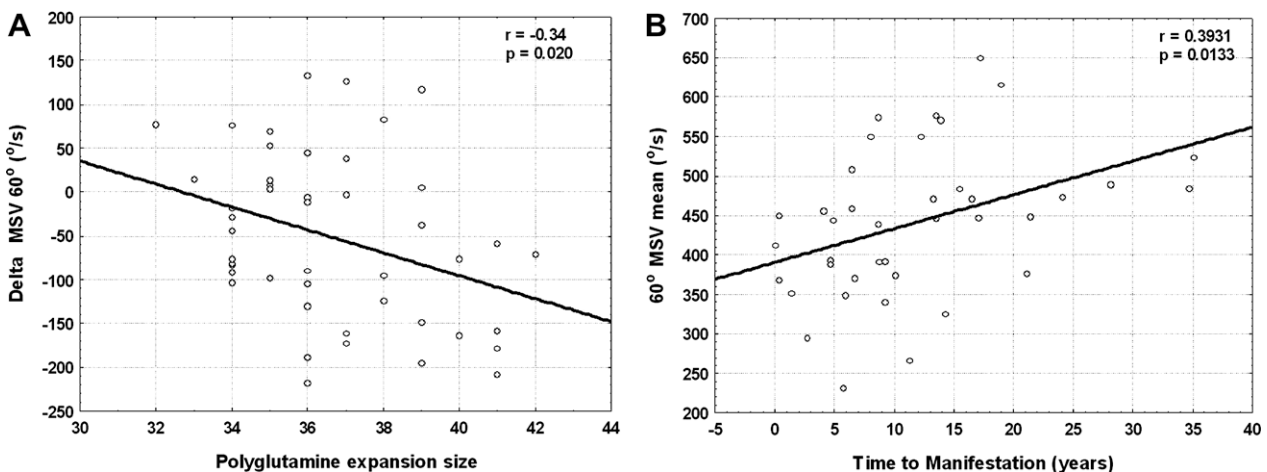 A
r = -0.34
p = 0.020
Delta MSV 60° (°/s)
200
150
100
50
0
-50
-100
-150
-200
-250
30 32 34 36 38 40 42 44
Polyglutamine expansion size
B
r = 0.3931
p = 0.0133
60° MSV mean (°/s)
700
650
600
550
500
450
400
350
300
250
200
-5 0 5 10 15 20 25 30 35 40
Time to Manifestation (years)